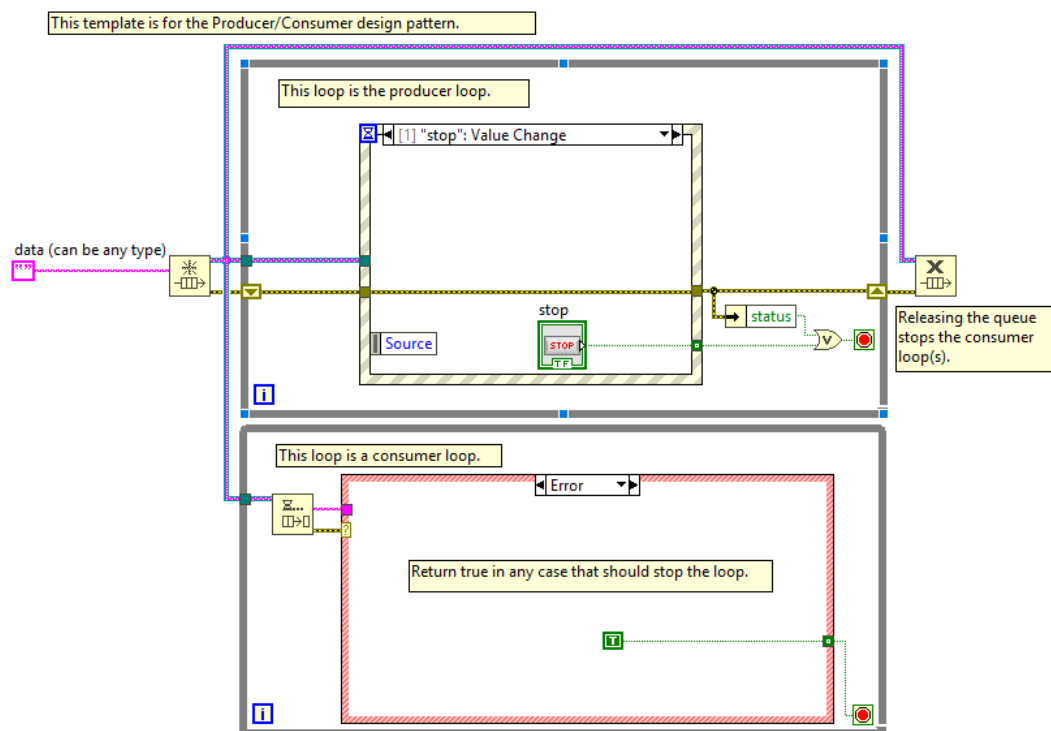 This template is for the Producer/Consumer design pattern.
This loop is the producer loop.
[1] "stop": Value Change
data (can be any type)
""
stop
STOP
TF
Source
status
V
Releasing the queue
stops the consumer
loop(s).
i
This loop is a consumer loop.
Error
?
Return true in any case that should stop the loop.
T
i